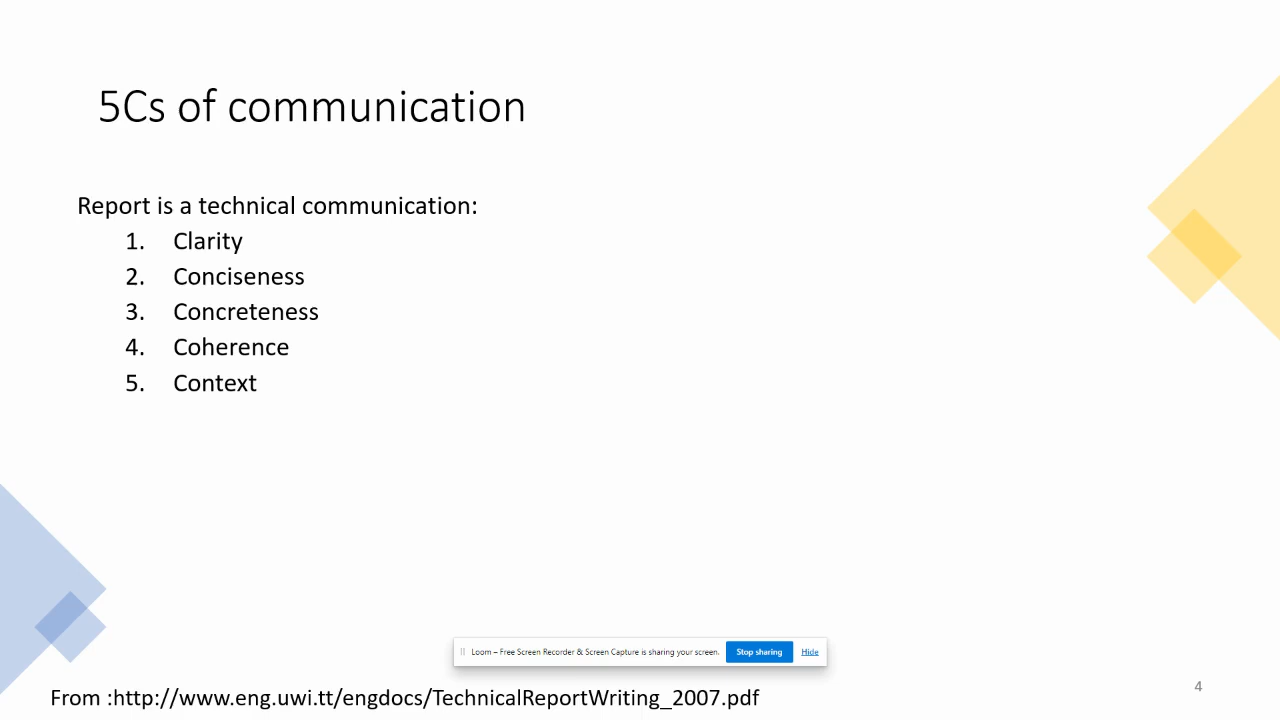 5Cs of communication
Report is a technical communication:
1. Clarity
2. Conciseness
3. Concreteness
4. Coherence
5. Context
Loom – Free Screen Recorder & Screen Capture is sharing your screen. Stop sharing Hide
From :http://www.eng.uwi.tt/engdocs/TechnicalReportWriting_2007.pdf
4